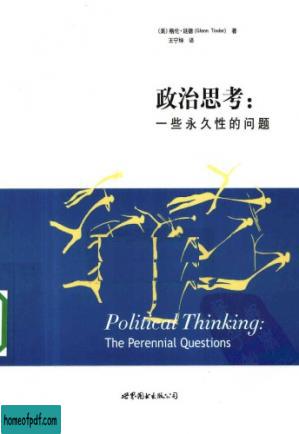 （美）格伦·廷德（Glenn Tinder） 著
王宁坤 译
政治思考：
一些永久性的问题
Political Thinking:
The Perennial Questions
世界图书出版公司
homeofpdf.com